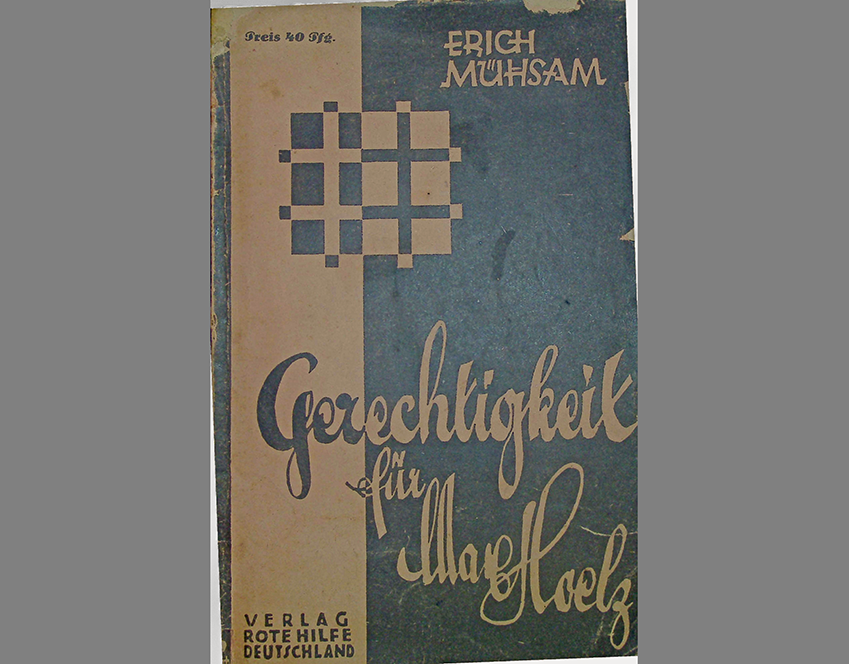 Preis 40 Pfg.
ERICH
MÜHSAM
Gerechtigkeit
für
Max Hoelz
VERLAG
ROTE HILFE
DEUTSCHLAND